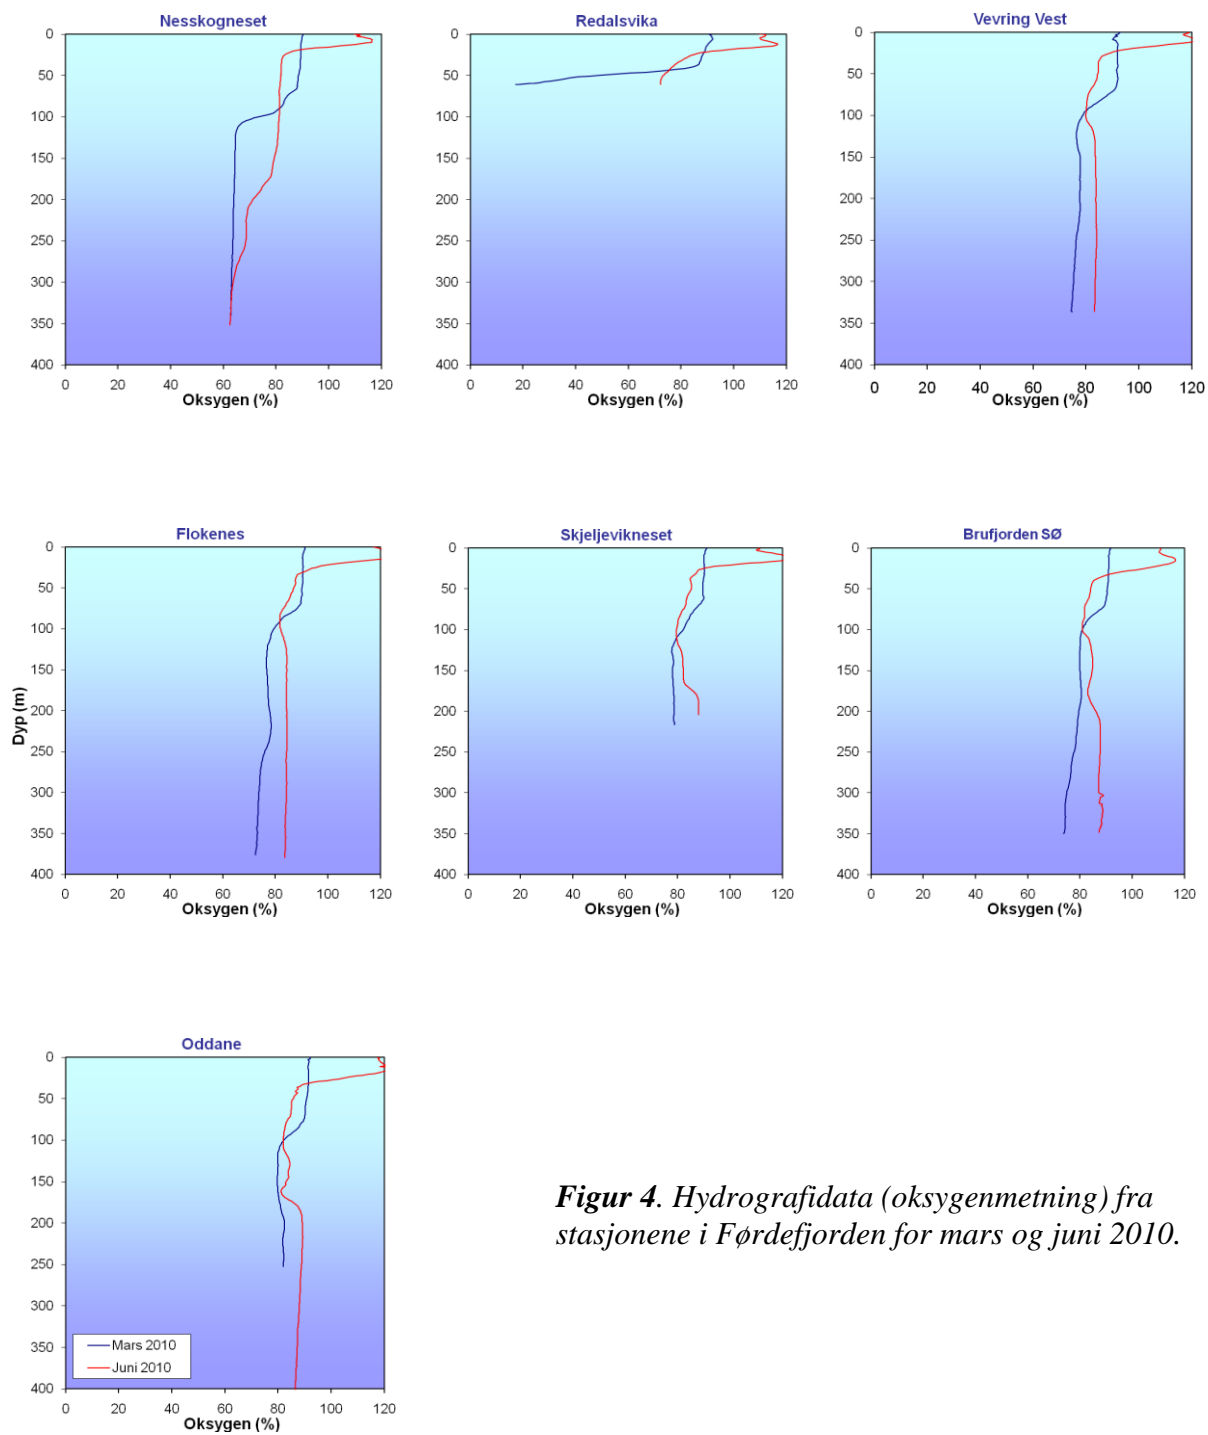 Nesskogneset
0
50
100
150
200
250
300
350
400
0 20 40 60 80 100 120
Oksygen (%)
Redalsvika
0
50
100
150
200
250
300
350
400
0 20 40 60 80 100 120
Oksygen (%)
Vevring Vest
0
50
100
150
200
250
300
350
400
0 20 40 60 80 100 120
Oksygen (%)
Flokenes
Dyp (m)
0
50
100
150
200
250
300
350
400
0 20 40 60 80 100 120
Oksygen (%)
Skjeljevikneset
0
50
100
150
200
250
300
350
400
0 20 40 60 80 100 120
Oksygen (%)
Brufjorden SØ
0
50
100
150
200
250
300
350
400
0 20 40 60 80 100 120
Oksygen (%)
Oddane
0
50
100
150
200
250
300
350
400
Mars 2010
Juni 2010
0 20 40 60 80 100 120
Oksygen (%)
Figur 4. Hydrografidata (oksygenmetning) fra
stasjonene i Førdefjorden for mars og juni 2010.